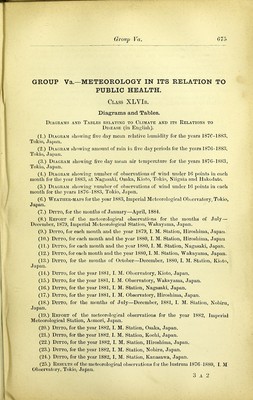 Group Va. 675
GROUP Va.—METEOROLOGY IN ITS RELATION TO
PUBLIC HEALTH.
Class XLVIb.
Diagrams and Tables.
Diagrams and Tables relating to Climate and its Relations to
Disease (in English).
(1.) Diagram showing five day mean relative humidity for the years 1876-1883,
Tokio, Japan.
(2.) Diagram showing amount of rain in five day periods for the years 1876-1883,
Tokio, Japan.
(3.) Diagram showing five day mean air temperature for the years 1876-1883,
Tokio, Japan.
(4.) Diagram showing number of observations of wind under 16 points in each
month for the year 1883, at Nagasaki, Osaka, Kioto, Tokio, Niigata and Hakodate.
(5.) Diagram showing number of observations of wind under 16 points in each
month for the years 1876-1883, Tokio, Japan.
(6.) Weather-maps for the year 1883, Imperial Meteorological Observatory, Tokio,
Japan.
(7.) Ditto, for the months of January—April, 1884.
(8.) Report of the meteorological observations for the months of July—
December, 1879, Imperial Meteorological Station, Wakayama, Japan.
(9.) Ditto, for each month and the year 1879, I. M. Station, Hiroshima, Japan.
(10.) Ditto, for each month and the year 1880, I. M. Station, Hiroshima, Japan
(11.) Ditto, for each month and the year 1880, I. M. Station, Nagasaki, Japan.
(12.) Ditto, for each month and the year 1880, I. M. Station, Wakayama, Japan.
(13.) Ditto, for the months of October—December, 1880, I. M. Station, Kioto,
Japan.
(14.) Ditto, for the year 1881, I. M. Observatory, Kioto, Japan.
(15.) Ditto, for the year 1881, I. M. Observatory, Wakayama, Japan.
(16.) Ditto, for the year 1881, I. M. Station, Nagasaki, Japan.
(17.) Ditto, for the year 1881, I. M. Observatory, Hiroshima, Japan.
(18.) Ditto, for the months of July—December, 1881, I. M. Station, Nobiru,
Japan.
(19.) Report of the meteorological observations for the year 1882, Imperial
Meteorological Station, Aomori, Japan.
(20.) Ditto, for the year 1882, I. M. Station, Osaka, Japan.
(21.) Ditto, for the year 1882. I. M. Station, Kochi, Japan.
(22.) Ditto, for the year 1882, I. M. Station, Hiroshima, Japan.
(23.) Ditto, for the year 1882, I. M. Station, Nobiru, Japan.
(24.) Ditto, for the year 1882, I. M. Station, Kanazawa, Japan.
(25.) Results of the meteorological observations for the lustrum 1876-1880, I. M
Observatory, Tokio, Japan.
3 A 2